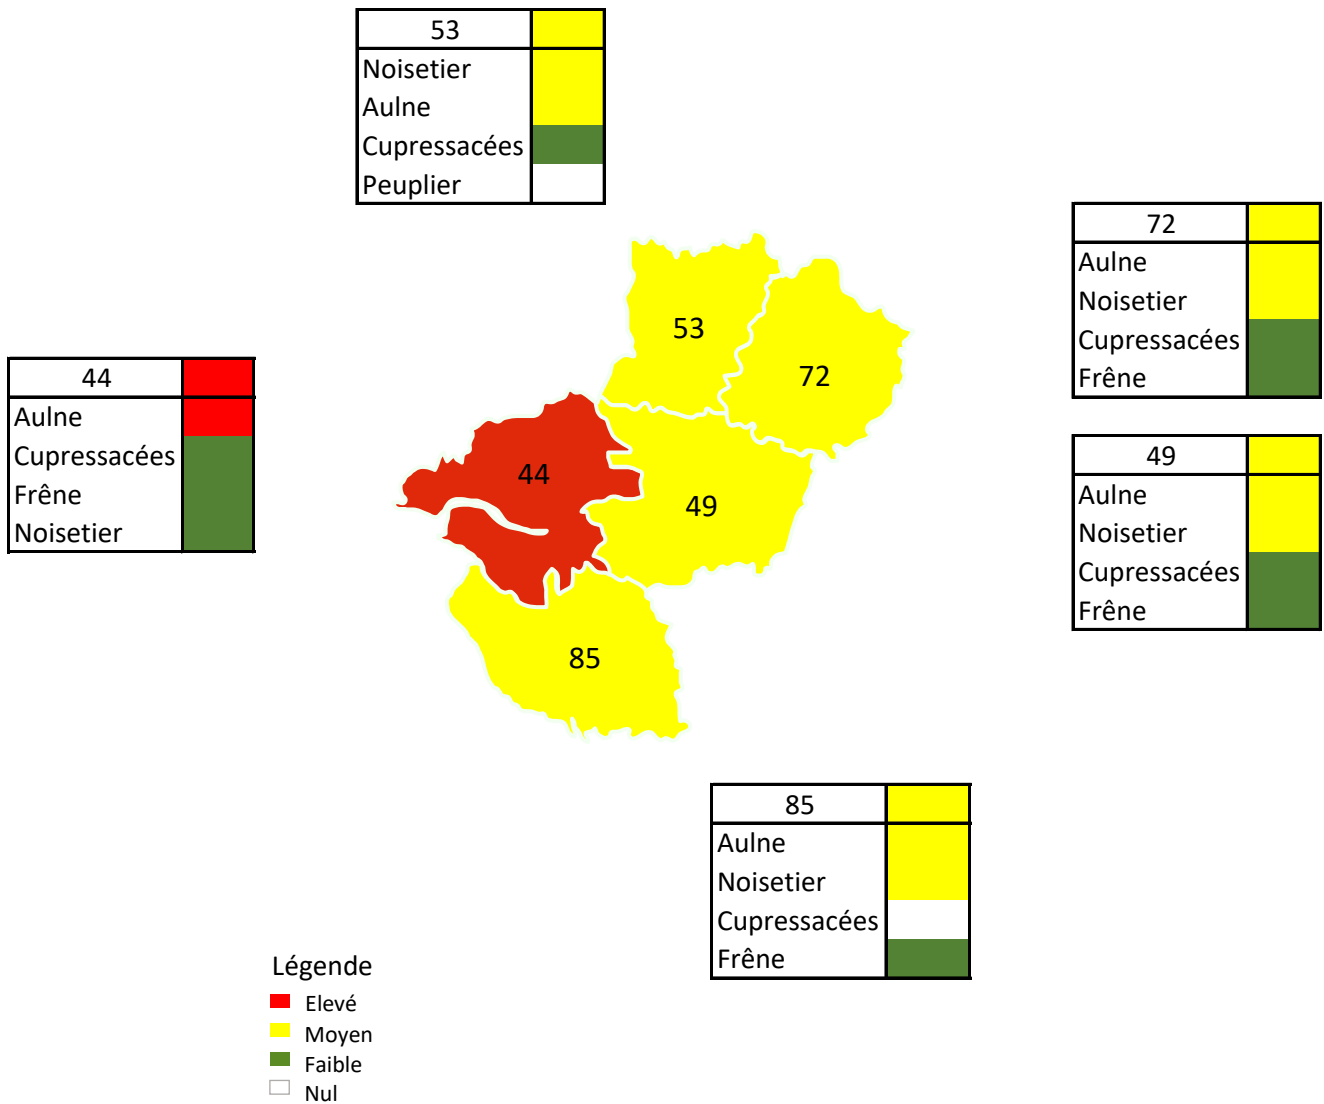 53
Noisetier
Aulne
Cupressacées
Peuplier
72
Aulne
Noisetier
Cupressacées
Frêne
44
Aulne
Cupressacées
Frêne
Noisetier
49
Aulne
Noisetier
Cupressacées
Frêne
53
72
44
49
85
85
Aulne
Noisetier
Cupressacées
Frêne
Légende
Elevé
Moyen
Faible
Nul